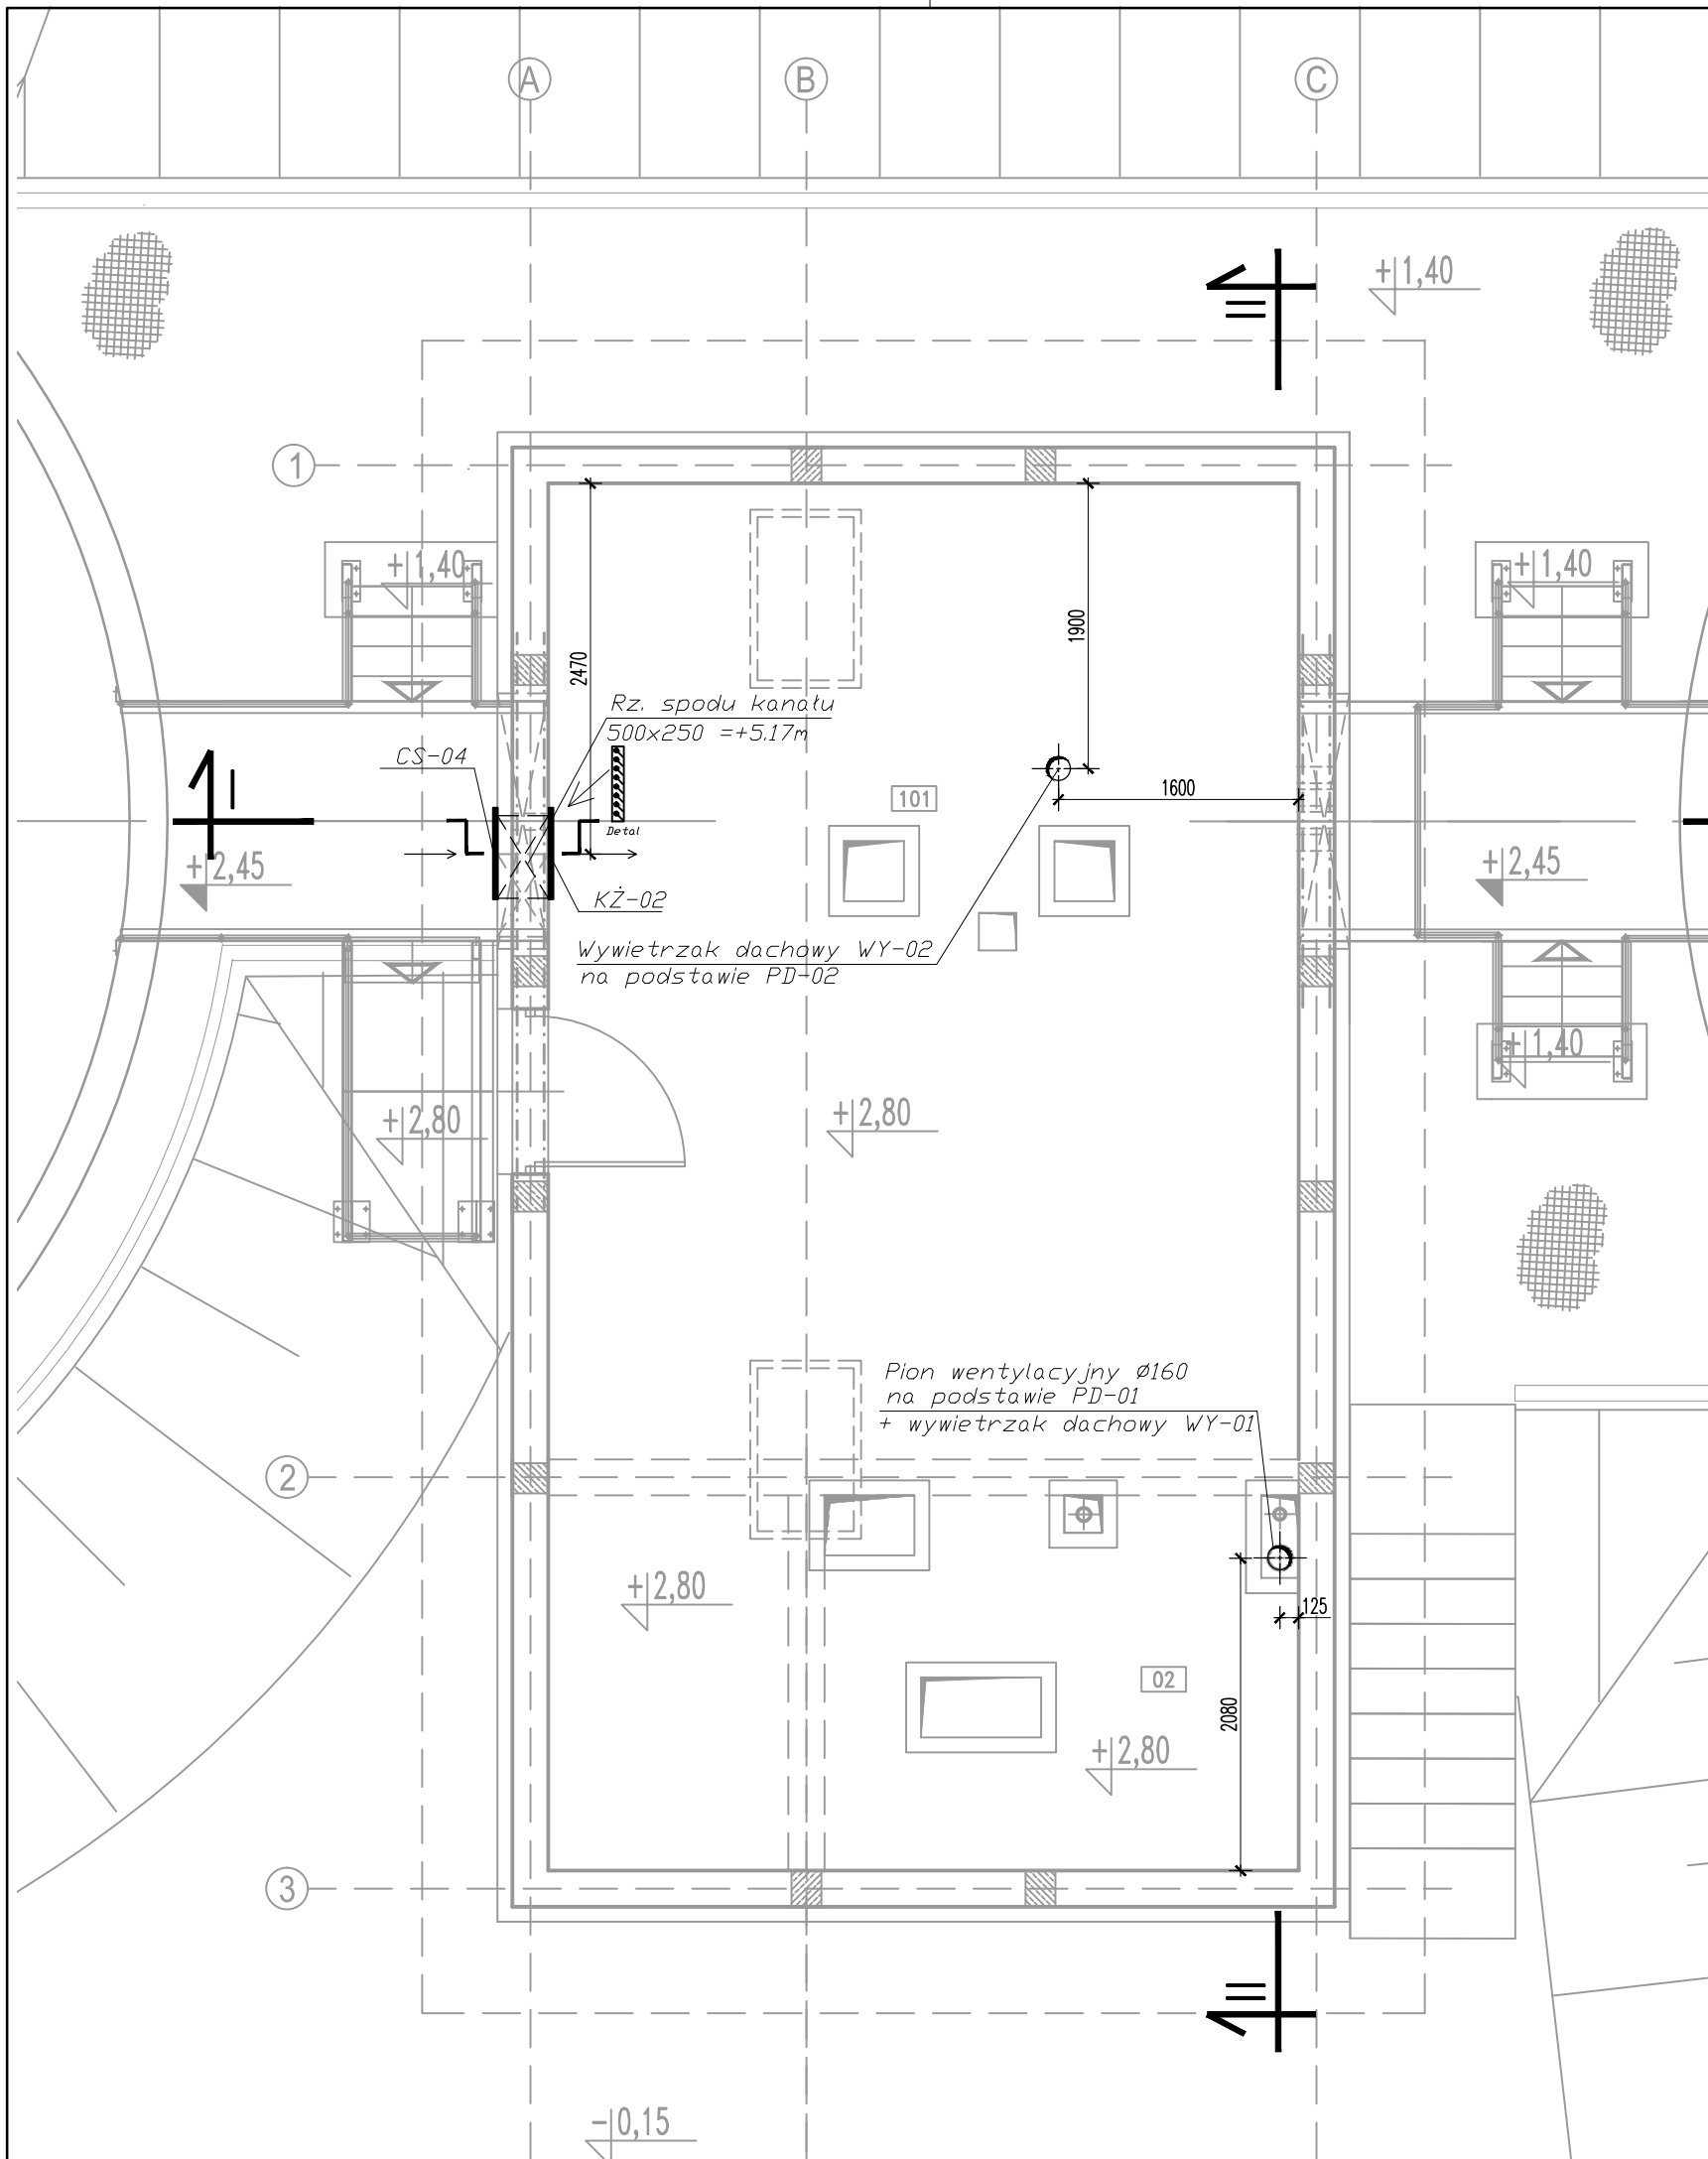 A
B
C
+1,40
1
+1,40
+1,40
1900
2470
Rz. spodu kanału
500x250 =+5.17m
CS-04
1600
101
Detal
+2,45
+2,45
KŻ-02
Wywietrzak dachowy WY-02
na podstawie PD-02
+1,40
+2,80
+2,80
Pion wentylacyjny Ø160
na podstawie PD-01
+ wywietrzak dachowy WY-01
2
+2,80
125
02
2080
+2,80
3
-0,15